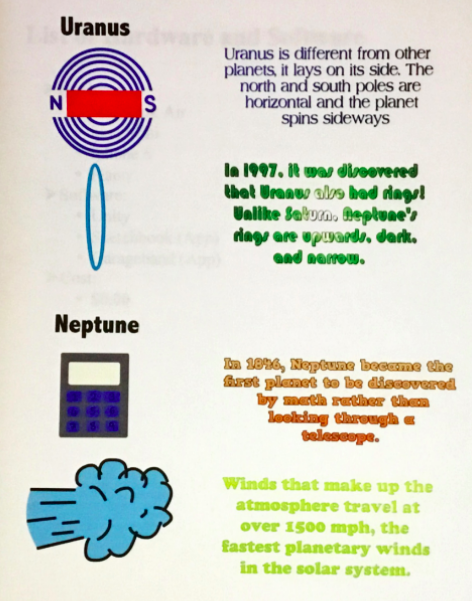 Uranus
Uranus is different from other
planets, it lays on its side. The
north and south poles are
horizontal and the planet
spins sideways
N S
In 1997, it was disovered
that Uranus also had rings!
Unlike Saturn, Neptune's
rings are upwards, dark,
and narrow.
Neptune
In 1846, Neptune became the
first planet to be discovered
by math rather than
looking through a
telescope.
Winds that make up the
atmosphere travel at
over 1500 mph, the
fastest planetary winds
in the solar system.